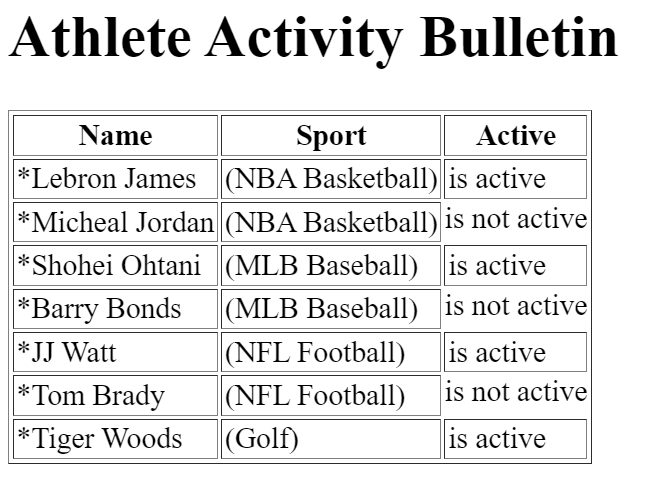 Athlete Activity Bulletin
Name Sport Active
*Lebron James (NBA Basketball) is active
*Micheal Jordan (NBA Basketball) is not active
*Shohei Ohtani (MLB Baseball) is active
*Barry Bonds (MLB Baseball) is not active
*JJ Watt (NFL Football) is active
*Tom Brady (NFL Football) is not active
*Tiger Woods (Golf) is active